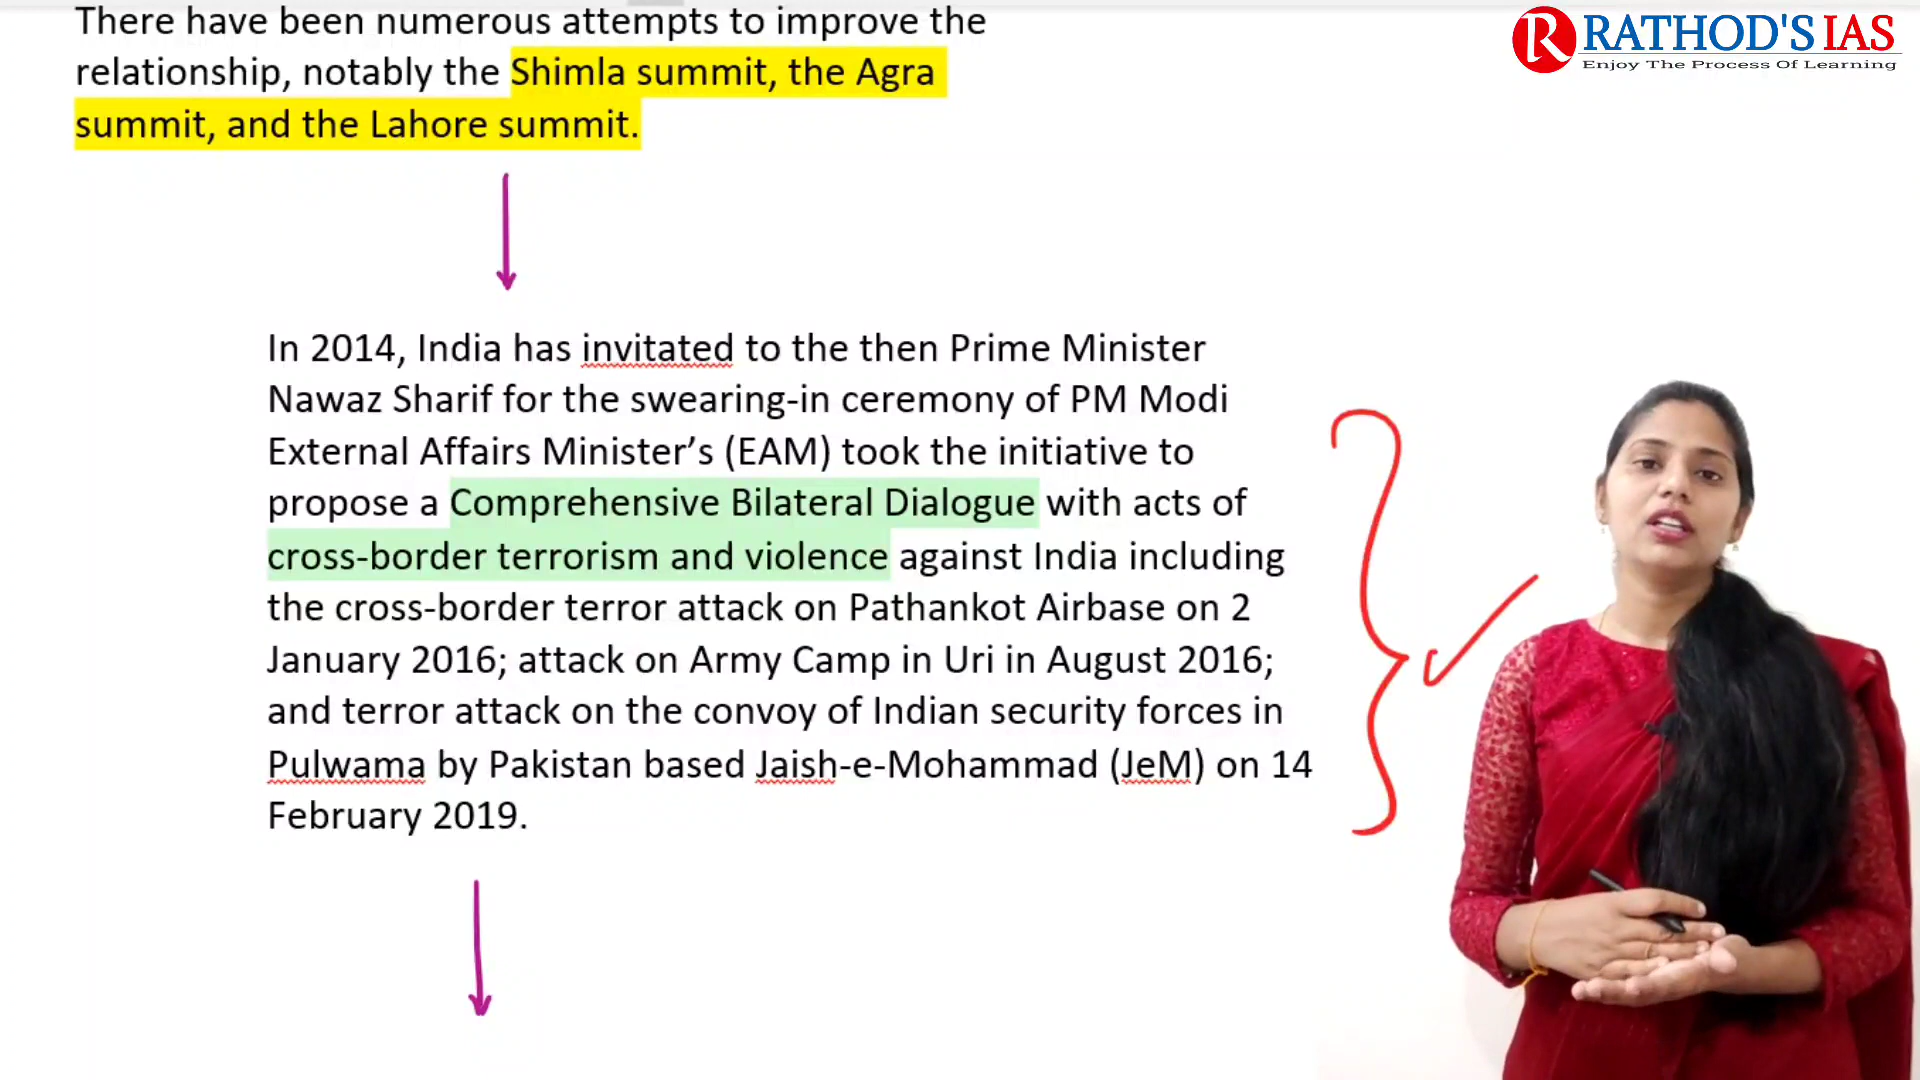 There have been numerous attempts to improve the
relationship, notably the Shimla summit, the Agra
summit, and the Lahore summit.
R RATHOD'S IAS
Enjoy The Process Of Learning
In 2014, India has invitated to the then Prime Minister
Nawaz Sharif for the swearing-in ceremony of PM Modi
External Affairs Minister’s (EAM) took the initiative to
propose a Comprehensive Bilateral Dialogue with acts of
cross-border terrorism and violence against India including
the cross-border terror attack on Pathankot Airbase on 2
January 2016; attack on Army Camp in Uri in August 2016;
and terror attack on the convoy of Indian security forces in
Pulwama by Pakistan based Jaish-e-Mohammad (JeM) on 14
February 2019.